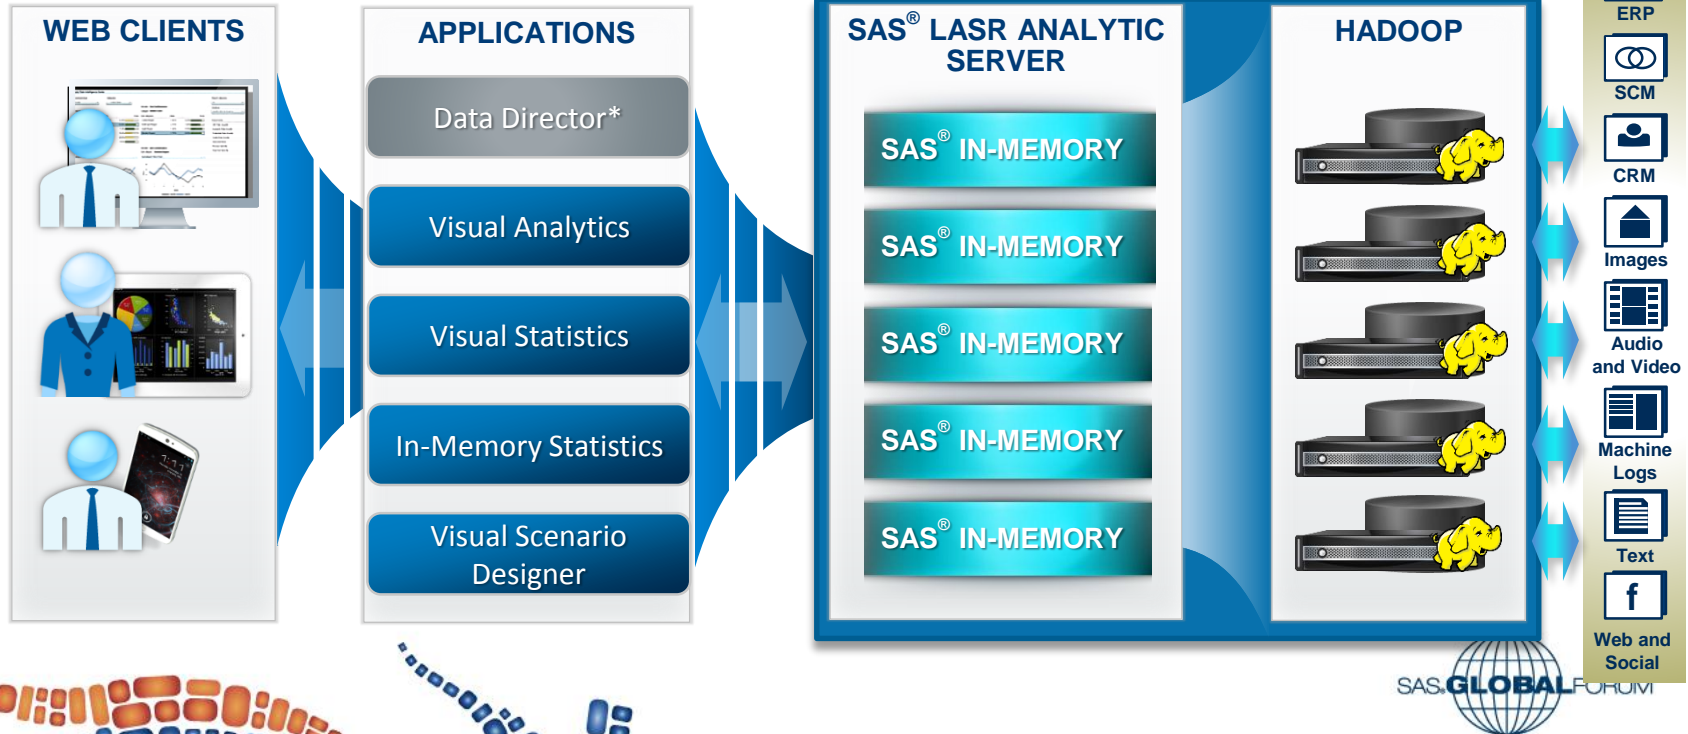 WEB CLIENTS
APPLICATIONS
Data Director*
Visual Analytics
Visual Statistics
In-Memory Statistics
Visual Scenario
Designer
SAS® LASR ANALYTIC
SERVER
SAS® IN-MEMORY
SAS® IN-MEMORY
SAS® IN-MEMORY
SAS® IN-MEMORY
SAS® IN-MEMORY
HADOOP
ERP
SCM
CRM
Images
Audio
and Video
Machine
Logs
Text
f
Web and
Social
SAS® GLOBALFORUM